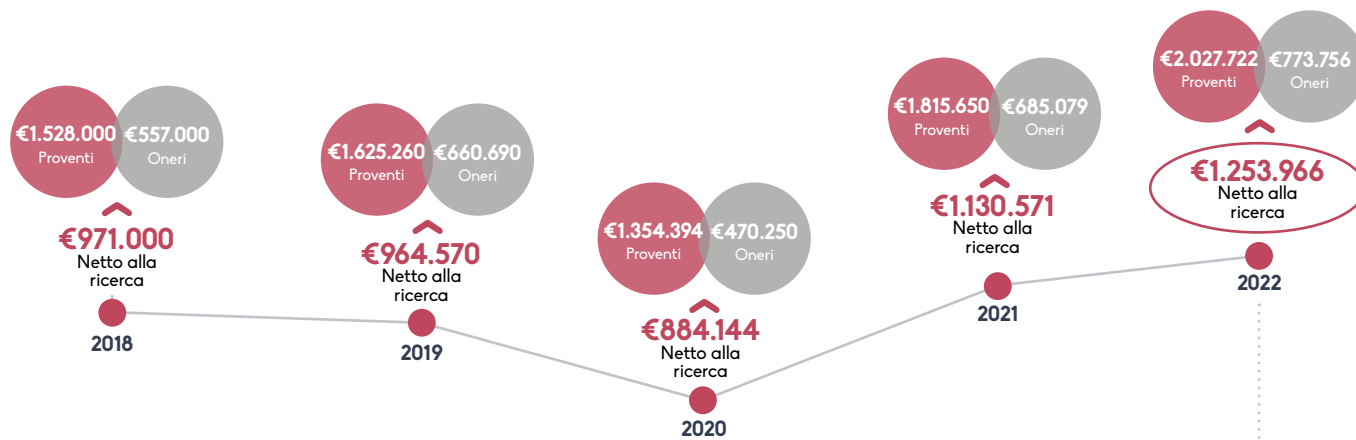 €1.528.000
Proventi
€557.000
Oneri
€971.000
Netto alla
ricerca
2018
€1.625.260
Proventi
€660.690
Oneri
€964.570
Netto alla
ricerca
2019
€1.354.394
Proventi
€470.250
Oneri
€884.144
Netto alla
ricerca
2020
€1.815.650
Proventi
€685.079
Oneri
€1.130.571
Netto alla
ricerca
2021
€2.027.722
Proventi
€773.756
Oneri
€1.253.966
Netto alla
ricerca
2022